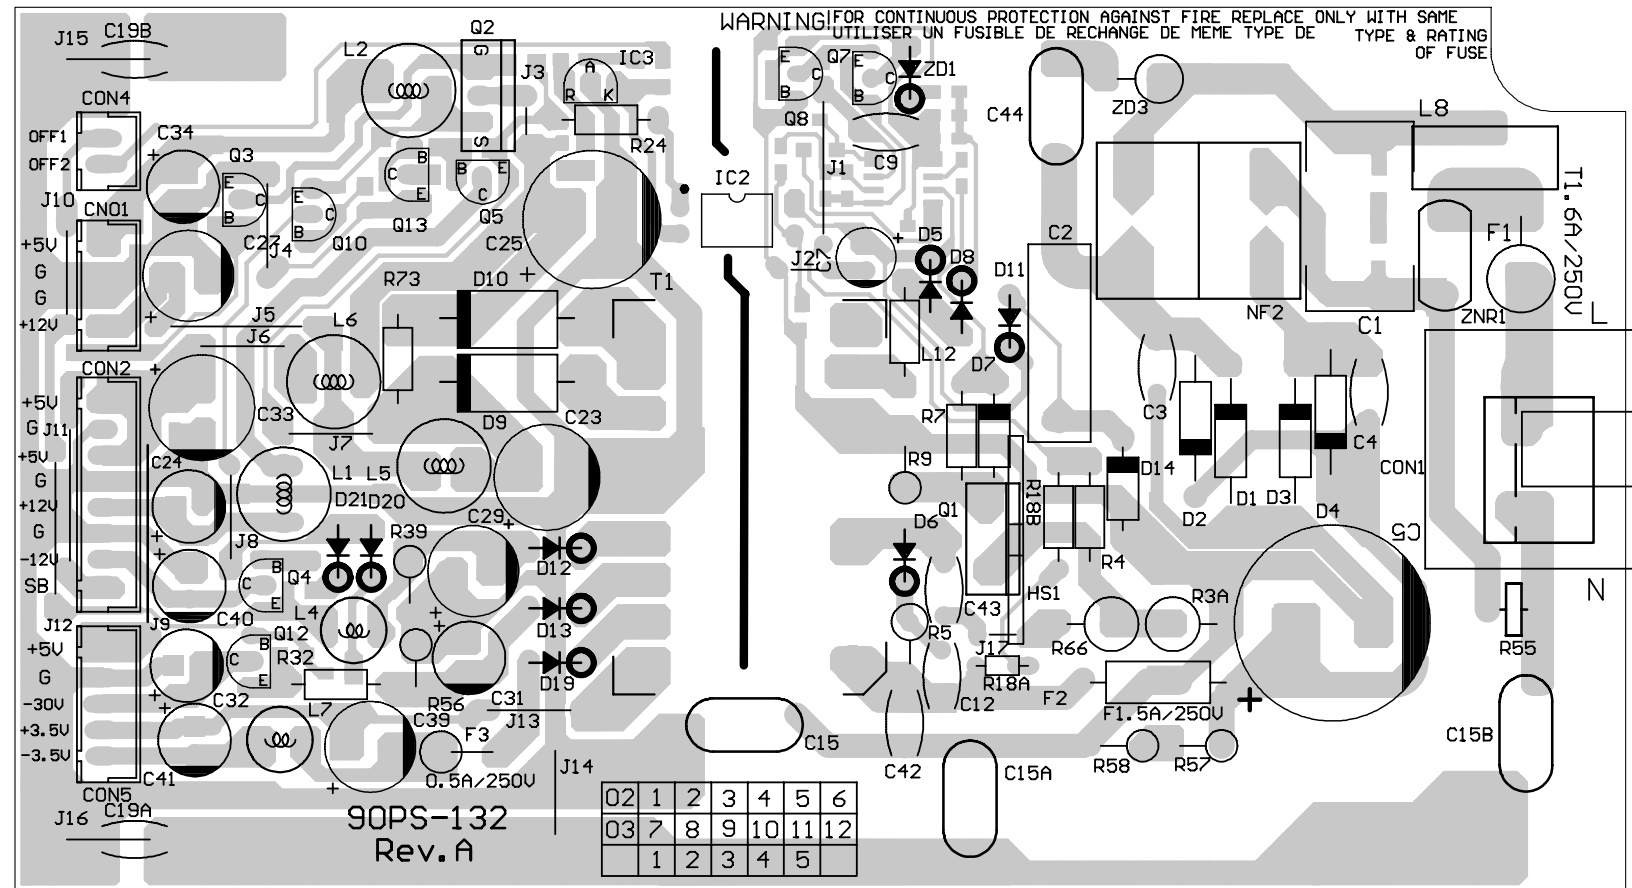 WARNING!FOR CONTINUOUS PROTECTION AGAINST FIRE REPLACE ONLY WITH SAME
UTILISER UN FUSIBLE DE RECHANGE DE MEME TYPE DE TYPE & RATING
OF FUSE
J15 C19B
L2
Q2
G
S
J3
A
R K
IC3
R24
E
B
C
Q7
Q8
ZD1
C9
C44
ZD3
L8
T1.6A/250V
CON4
OFF1
OFF2
C34
Q3
E
B
C
E
B
C
Q10
B
C
E
Q13
B E
C
Q5
C25
IC2
J1
J10
CN01
+5V
G
G
+12V
C27
J4
R73
D10
T1
J2
C7
D5
D8
D11
C2
NF2
C1
F1
ZNR1
L
J5
J6
L6
L12
D7
CON2
+5V
G
J11
+5V
G
+12V
G
-12V
SB
C33
J7
D9
C23
C24
L1
L5
D21
D20
R39
C29
R7
R9
Q1
R18B
D14
C3
C4
D1
D2
D3
D4
C5
CON1
R4
J8
B
C
E
Q4
L4
C40
D12
D13
D19
D6
C43
HS1
R5
J17
R18A
R66
R3A
N
R55
J12
J9
+5V
G
-30V
+3.5V
-3.5V
Q12
B
C
E
R32
C32
L7
R56
C31
J13
C39
F3
0.5A/250V
C12
F2
F1.5A/250V
+
C15
C42
C15A
R58
R57
C15B
C41
CON5
J14
J16 C19A
90PS-132
Rev.A
02 1 2 3 4 5 6
03 7 8 9 10 11 12
1 2 3 4 5